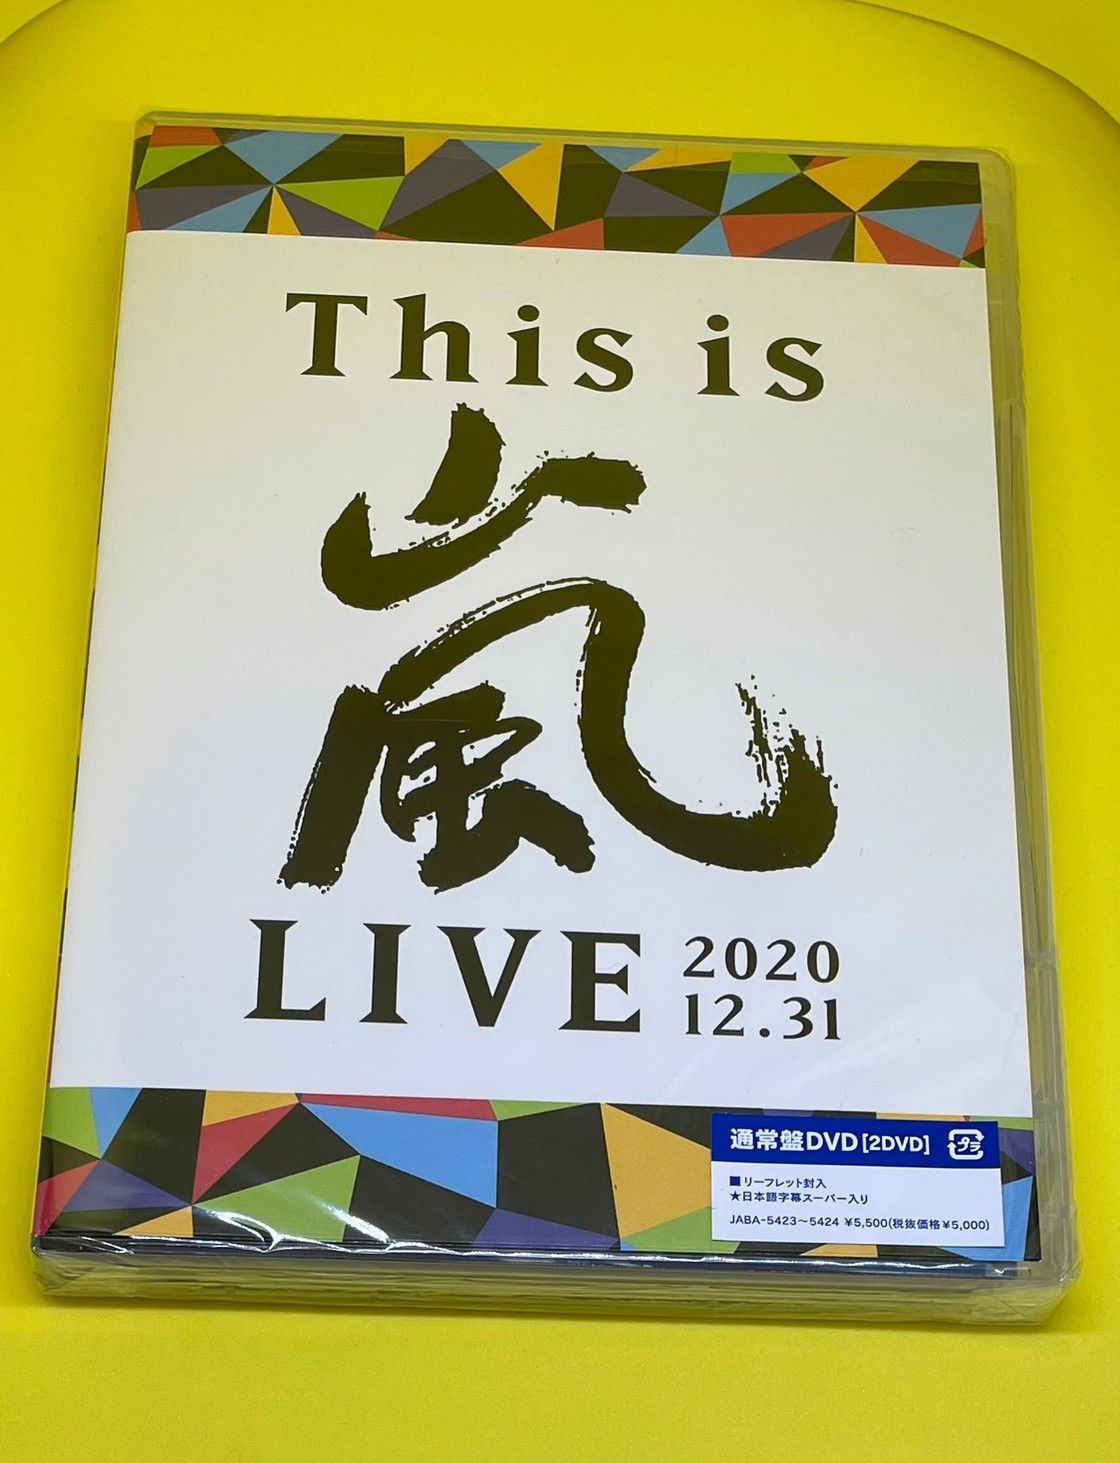 This is
嵐
LIVE 2020
12.31
通常盤DVD[2DVD] プラ
■リーフレット封入
★日本語字幕スーパー入り
JABA-5423～5424 ¥5,500(税抜価格¥5,000)